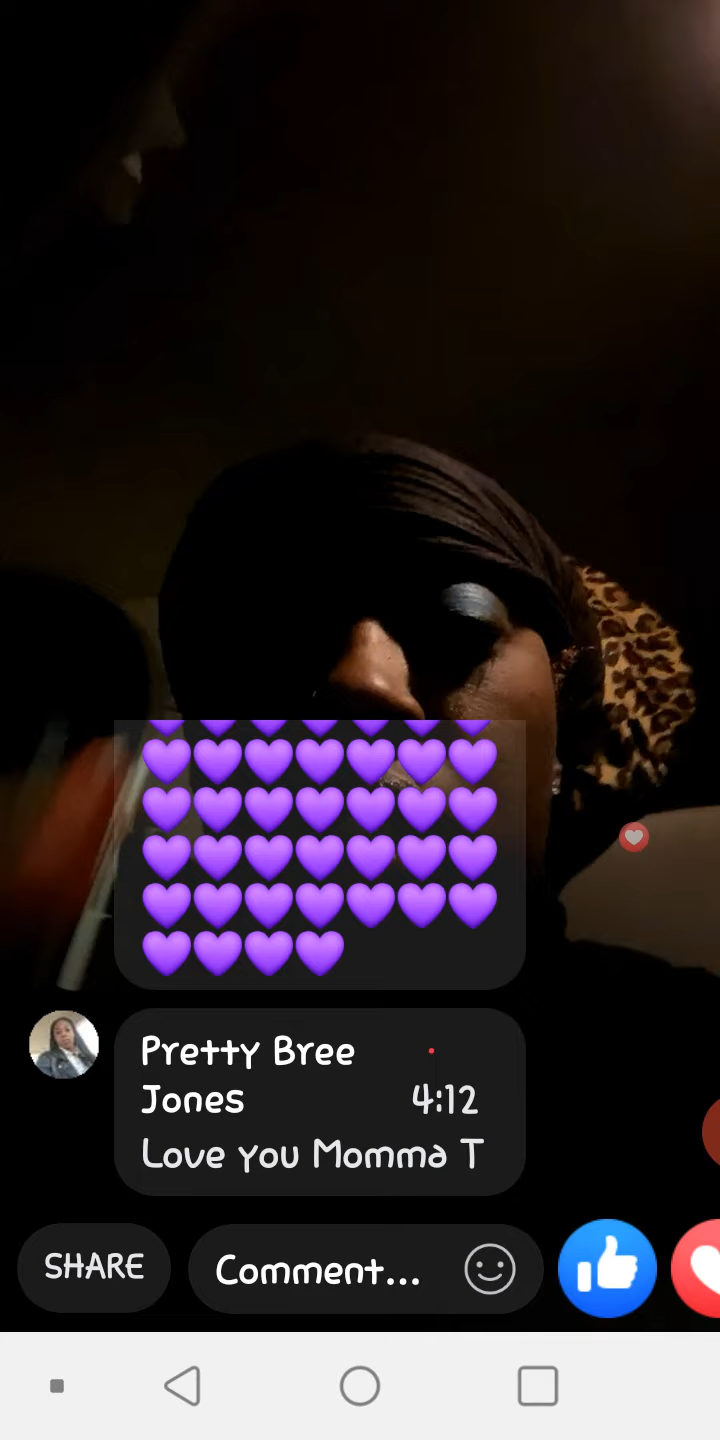 💜💜💜💜💜💜💜
💜💜💜💜💜💜💜
💜💜💜💜💜💜💜
💜💜💜💜💜💜💜
💜💜💜💜💜💜💜
💜💜💜💜
Pretty Bree
Jones 4:12
Love you Momma T
SHARE Comment...